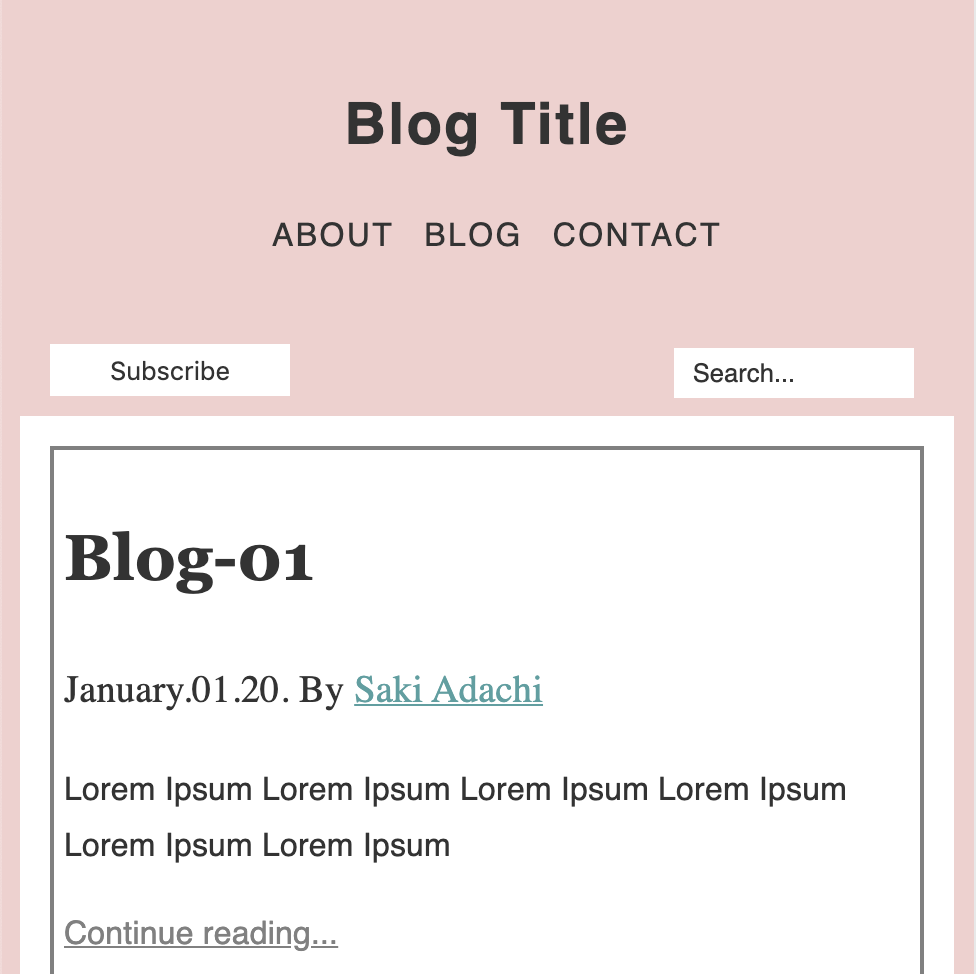 Blog Title
ABOUT BLOG CONTACT
Subscribe
Search...
Blog-01
January.01.20. By Saki Adachi
Lorem Ipsum Lorem Ipsum Lorem Ipsum Lorem Ipsum
Lorem Ipsum Lorem Ipsum
Continue reading...